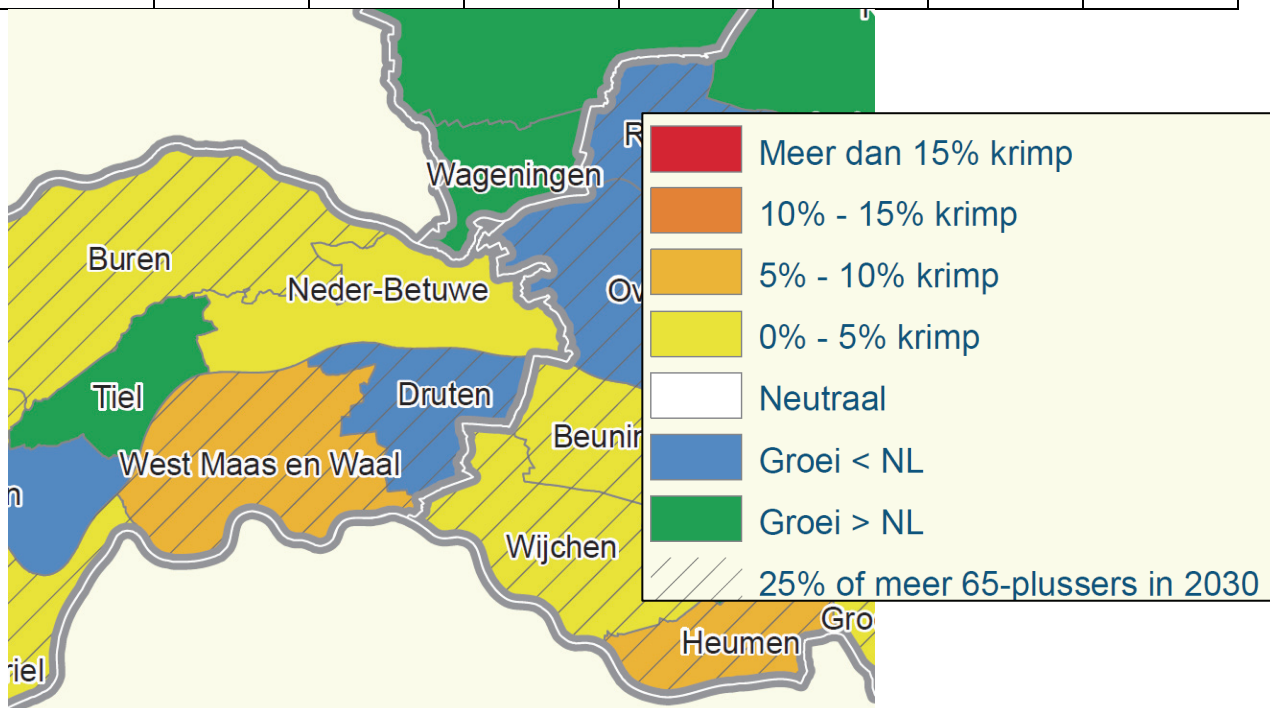 Wageningen
Buren
Neder-Betuwe
Tiel
Druten
West Maas en Waal
Wijchen
Heumen
Meer dan 15% krimp
10% - 15% krimp
5% - 10% krimp
0% - 5% krimp
Neutraal
Groei < NL
Groei > NL
25% of meer 65-plussers in 2030